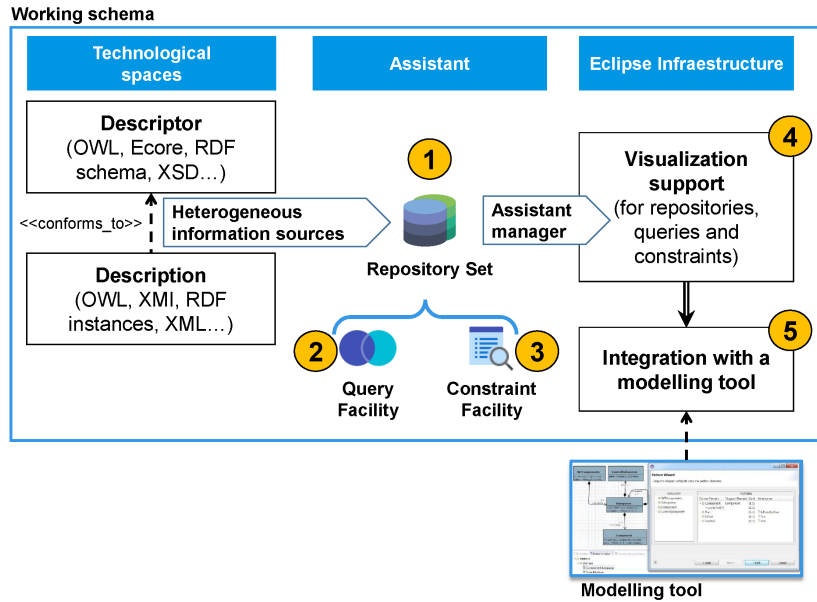 Working schema
Technological
spaces
Assistant
Eclipse Infraestructure
Descriptor
(OWL, Ecore, RDF
schema, XSD…)
<<conforms_to>>
Description
(OWL, XMI, RDF
instances, XML…)
Heterogeneous
information sources
1
Repository Set
2
Query
Facility
3
Constraint
Facility
Assistant
manager
4
Visualization
support
(for repositories,
queries and
constraints)
5
Integration with a
modelling tool
Pattern Wizard
Modelling tool